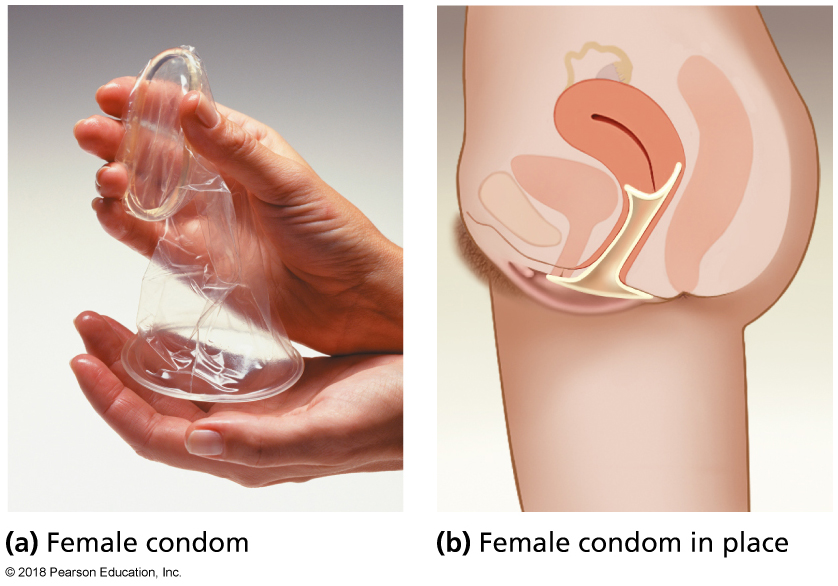 (a) Female condom
(b) Female condom in place
© 2018 Pearson Education, Inc.